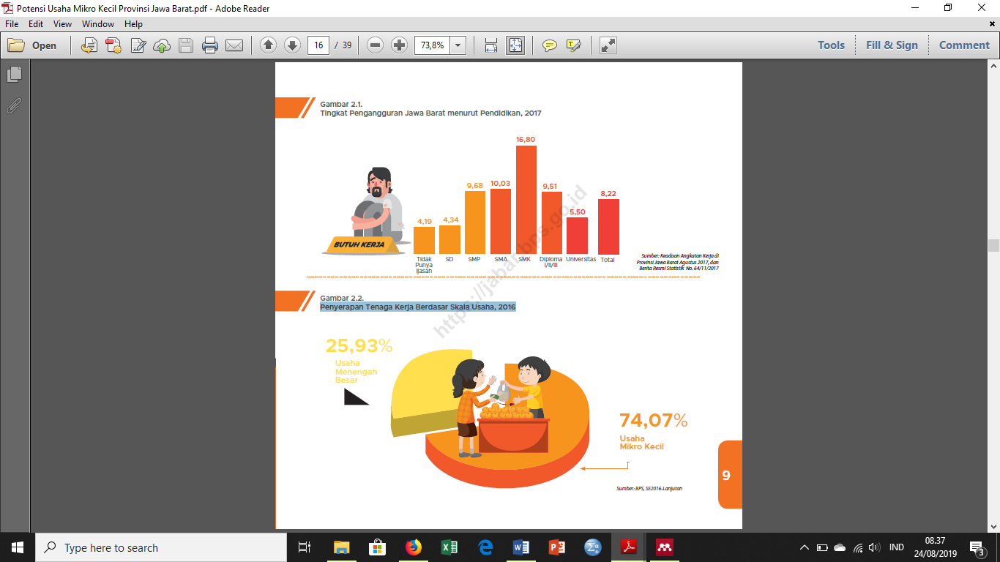 Potensi Usaha Mikro Kecil Provinsi Jawa Barat.pdf - Adobe Reader
File Edit View Window Help
Open
16 / 39
73,8%
Tools Fill & Sign Comment
Gambar 2.1.
Tingkat Pengangguran Jawa Barat menurut Pendidikan, 2017
16,80
9,68
10,03
9,51
8,22
5,50
4,19
4,34
BUTUH KERJA
Tidak
Punya
Ijasah
SD
SMP
SMA
SMK
Diploma
I/II/III
Universitas
Total
Sumber: Keadaan Angkatan Kerja di
Provinsi Jawa Barat Agustus 2017, dan
Berita Resmi Statistik No. 64/11/2017
https://jabar.bps.go.id
Gambar 2.2.
Penyerapan Tenaga Kerja Berdasar Skala Usaha, 2016
25,93%
Usaha
Menengah
Besar
74,07%
Usaha
Mikro Kecil
9
Sumber: BPS, SE2016-Lanjutan
Type here to search
IND
08.37
24/08/2019
3